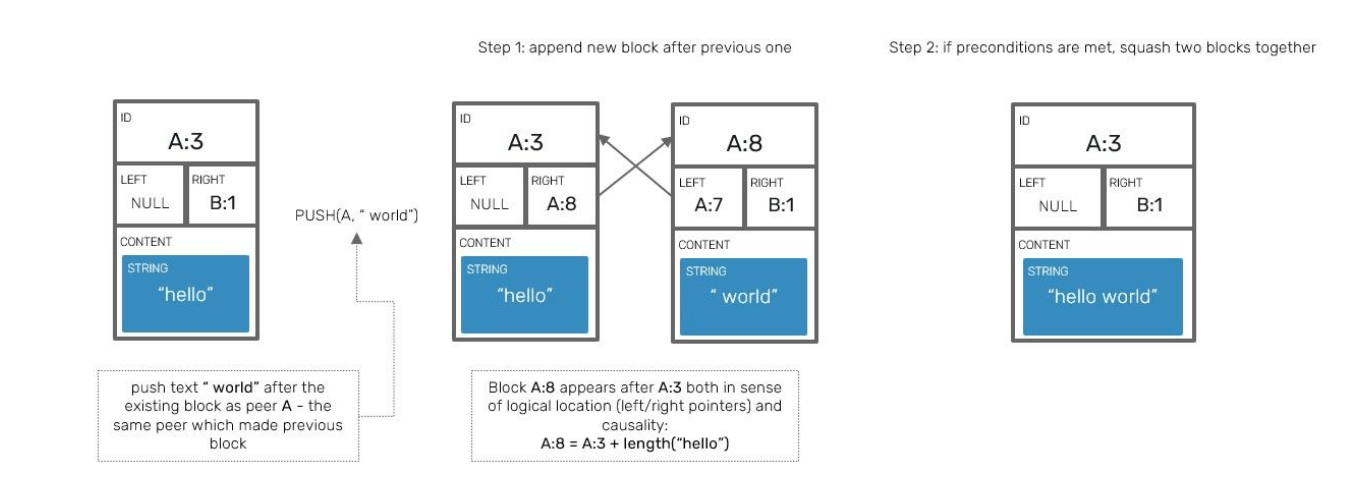 Step 1: append new block after previous one
Step 2: if preconditions are met, squash two blocks together
ID
A:3
LEFT
NULL
RIGHT
B:1
CONTENT
STRING
“hello”
PUSH(A, “ world”)
push text “ world” after the
existing block as peer A - the
same peer which made previous
block
ID
A:3
LEFT
NULL
RIGHT
A:8
CONTENT
STRING
“hello”
ID
A:8
LEFT
A:7
RIGHT
B:1
CONTENT
STRING
“ world”
Block A:8 appears after A:3 both in sense
of logical location (left/right pointers) and
causality:
A:8 = A:3 + length(“hello”)
ID
A:3
LEFT
NULL
RIGHT
B:1
CONTENT
STRING
“hello world”